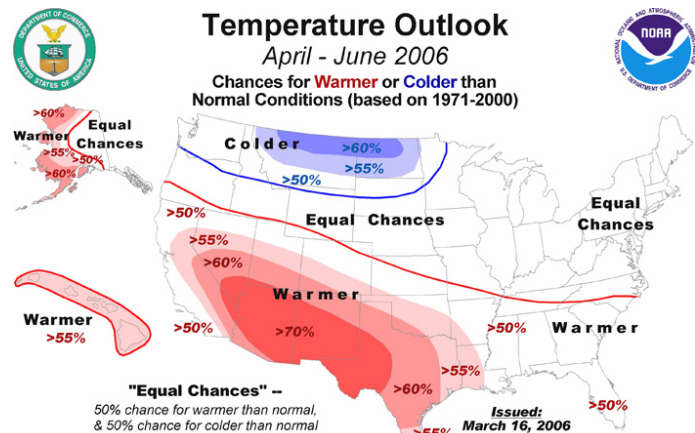 Temperature Outlook
April - June 2006
Chances for Warmer or Colder than
Normal Conditions (based on 1971-2000)
DEPARTMENT OF COMMERCE
UNITED STATES OF AMERICA
NATIONAL OCEANIC AND ATMOSPHERIC ADMINISTRATION
NOAA
U.S. DEPARTMENT OF COMMERCE
>60%
Warmer
Equal
Chances
>55%
>50%
>60%
Colder
>60%
>55%
>50%
Equal Chances
Equal
Chances
>50%
>55%
>60%
Warmer
>70%
>50%
>50%
Warmer
>55%
>60%
>55%
>50%
Warmer
>55%
"Equal Chances" --
50% chance for warmer than normal,
& 50% chance for colder than normal
Issued:
March 16, 2006